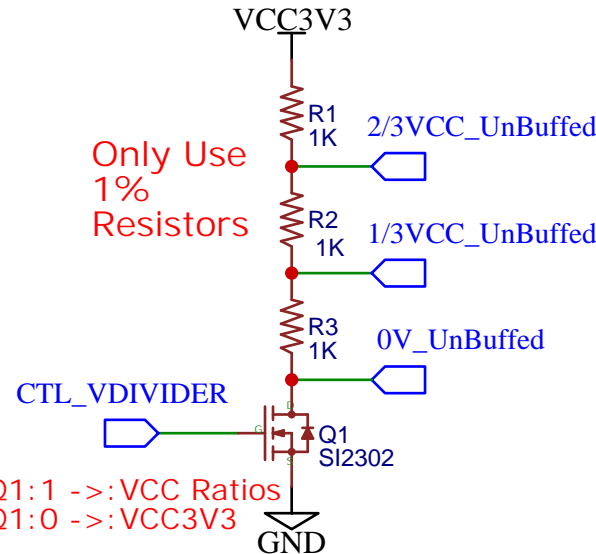 VCC3V3
R1
1K
2/3VCC_UnBuffed
Only Use
1%
Resistors
R2
1K
1/3VCC_UnBuffed
R3
1K
0V_UnBuffed
CTL_VDIVIDER
D
G
S
Q1
SI2302
Q1:1 ->:VCC Ratios
Q1:0 ->:VCC3V3
GND